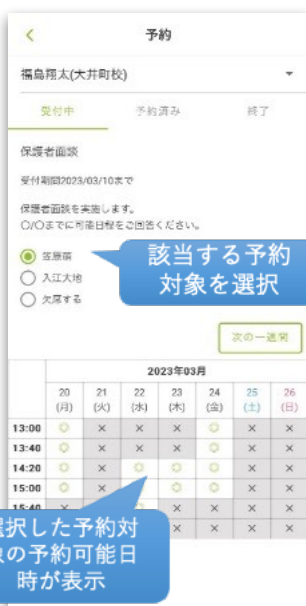 予約
福島翔太(大井町校)
受付中 予約済み 終了
保護者面談
受付期間2023/03/10まで
保護者面談を実施します。
○/○までに可能日程をご回答ください。
笠原萌
入江大地
欠席する
該当する予約
対象を選択
次の一週間
2023年03月
20 21 22 23 24 25 26
(月) (火) (水) (木) (金) (土) (日)
13:00 ◎ × × × ◎ × ×
13:40 ◎ × × × ◎ × ×
14:20 ◎ × ◎ ◎ ◎ × ×
15:00 ◎ × ◎ ◎ × ×
15:40 × × × ×
× × ×
選択した予約対
象の予約可能日
時が表示